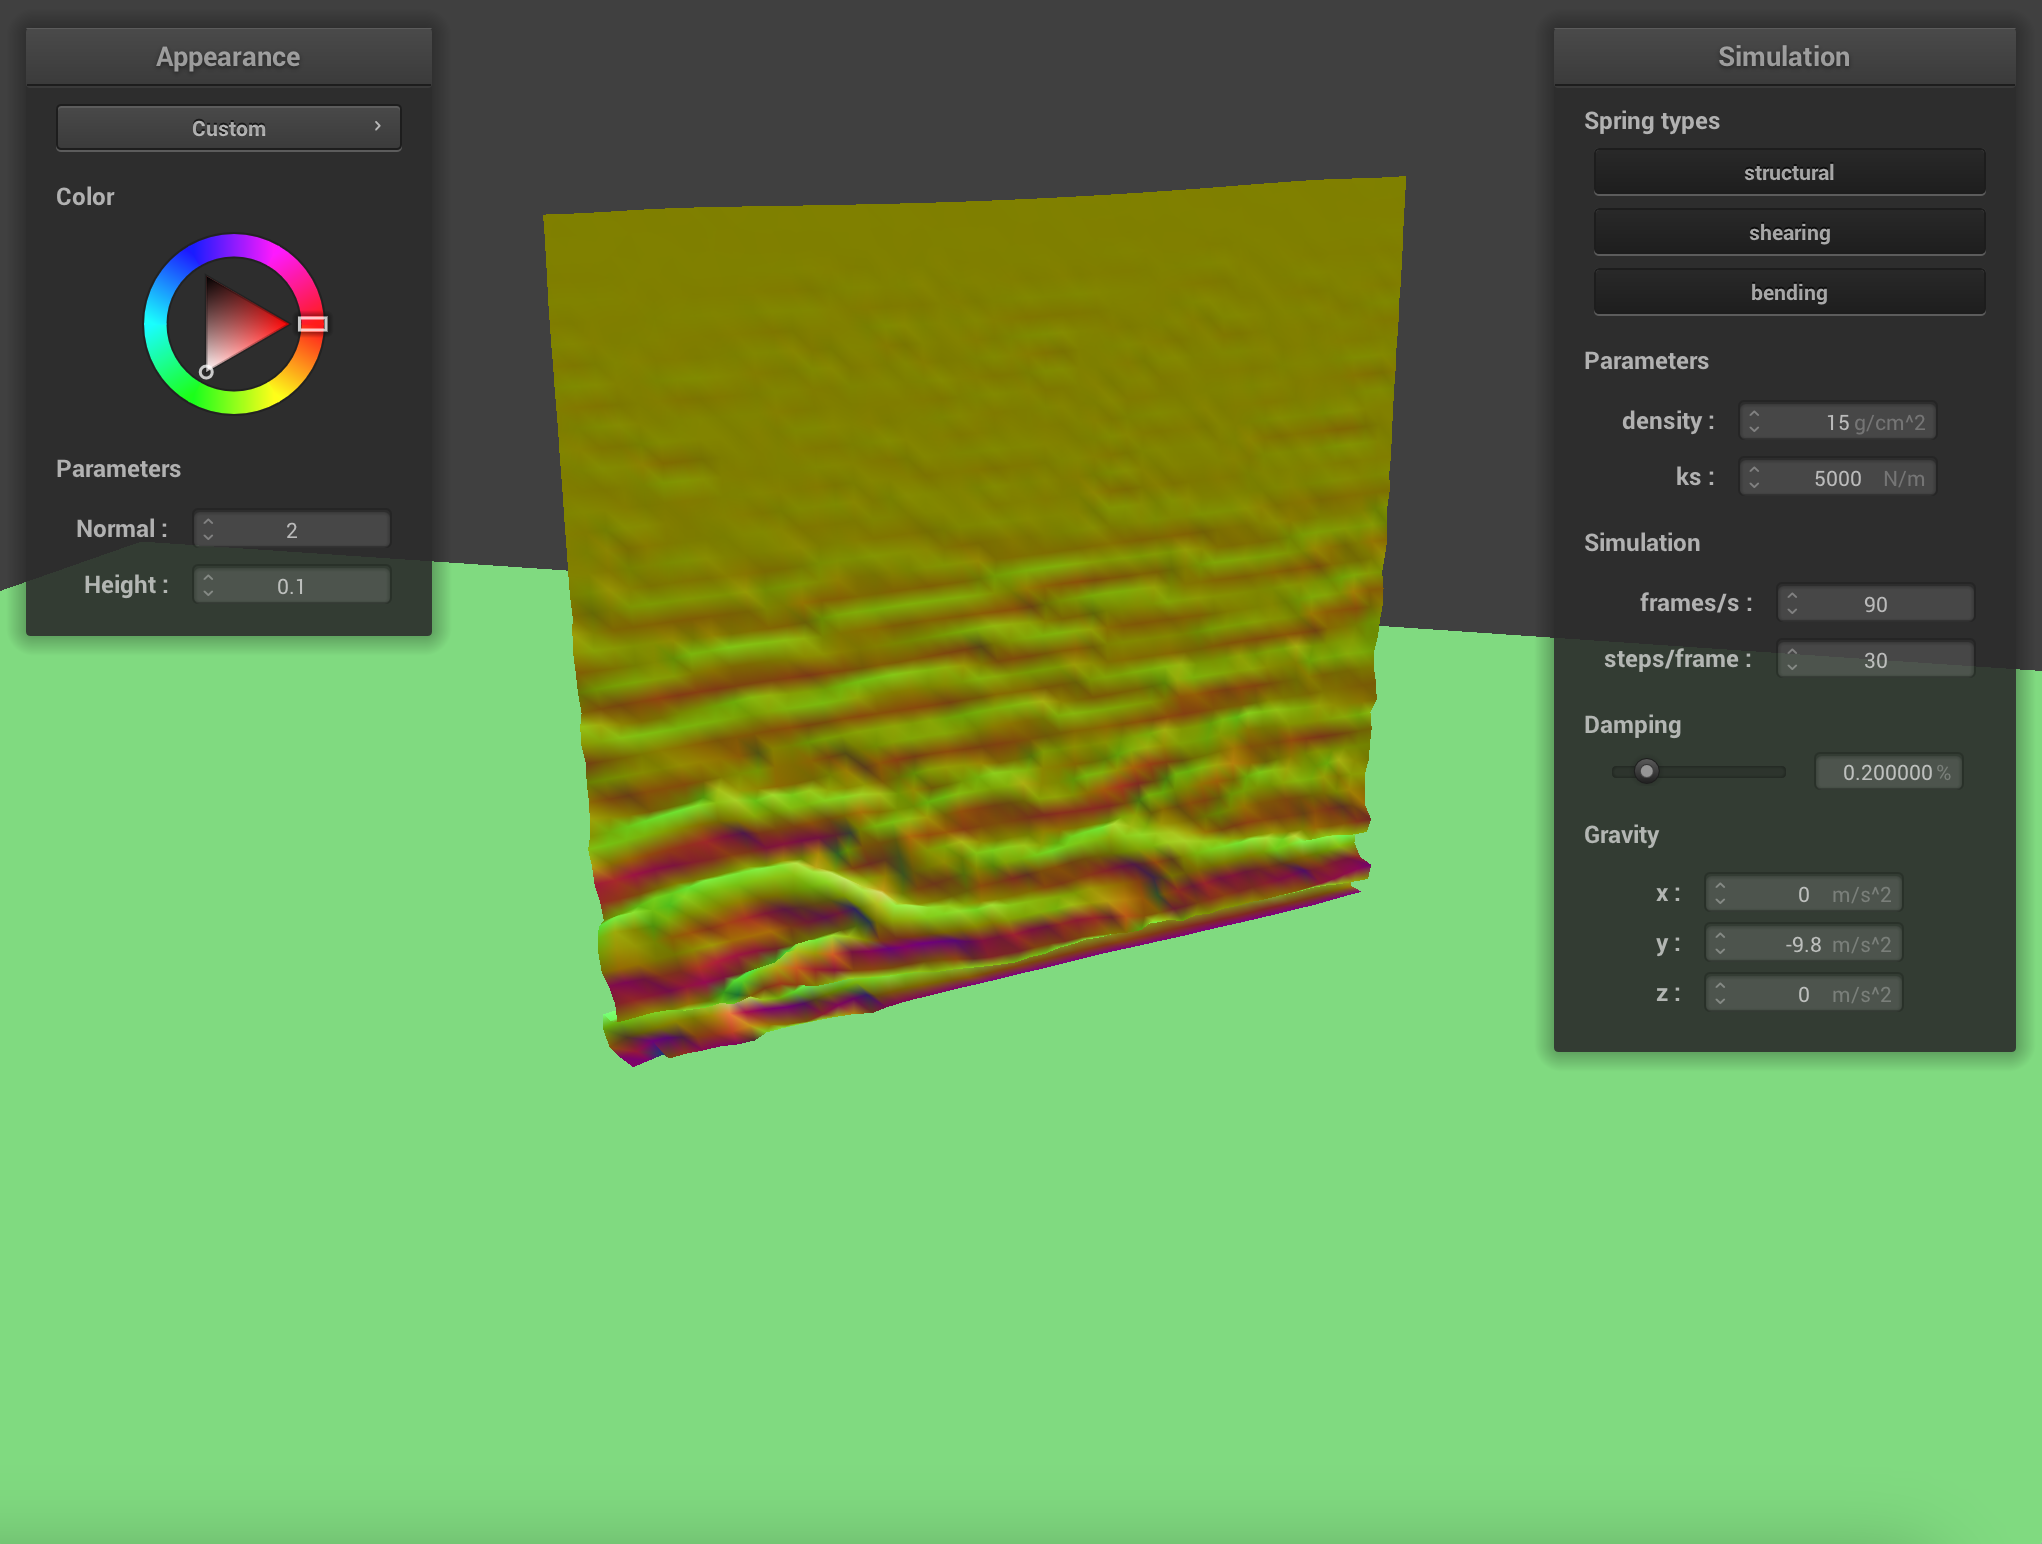 Appearance
Custom
Color
Parameters
Normal : 2
Height : 0.1
Simulation
Spring types
structural
shearing
bending
Parameters
density : 15 g/cm^2
ks : 5000 N/m
Simulation
frames/s : 90
steps/frame : 30
Damping
0.200000 %
Gravity
x : 0 m/s^2
y : -9.8 m/s^2
z : 0 m/s^2